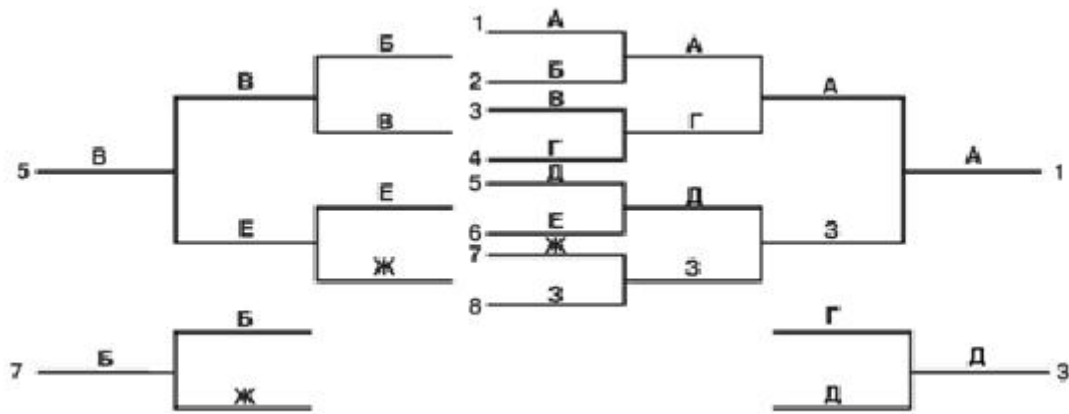 1 А
Б А
В 2 Б А
3 В
В Г
5 В 4 Г А 1
5 Д
Е Д
Е 6 Е З
7 Ж
Ж З
8 З
Б Г
7 Б Д 3
Ж Д